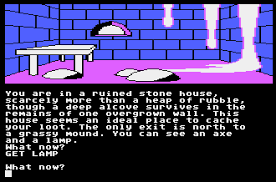 You are in a ruined stone house,
scarcely more than a heap of rubble,
though a deep alcove survives in the
remains of one overgrown wall. This
house seems an ideal place to cache
your loot. The only exit is north to
a grassy mound. You can see an axe
and a lamp.
What now?
GET LAMP
What now?